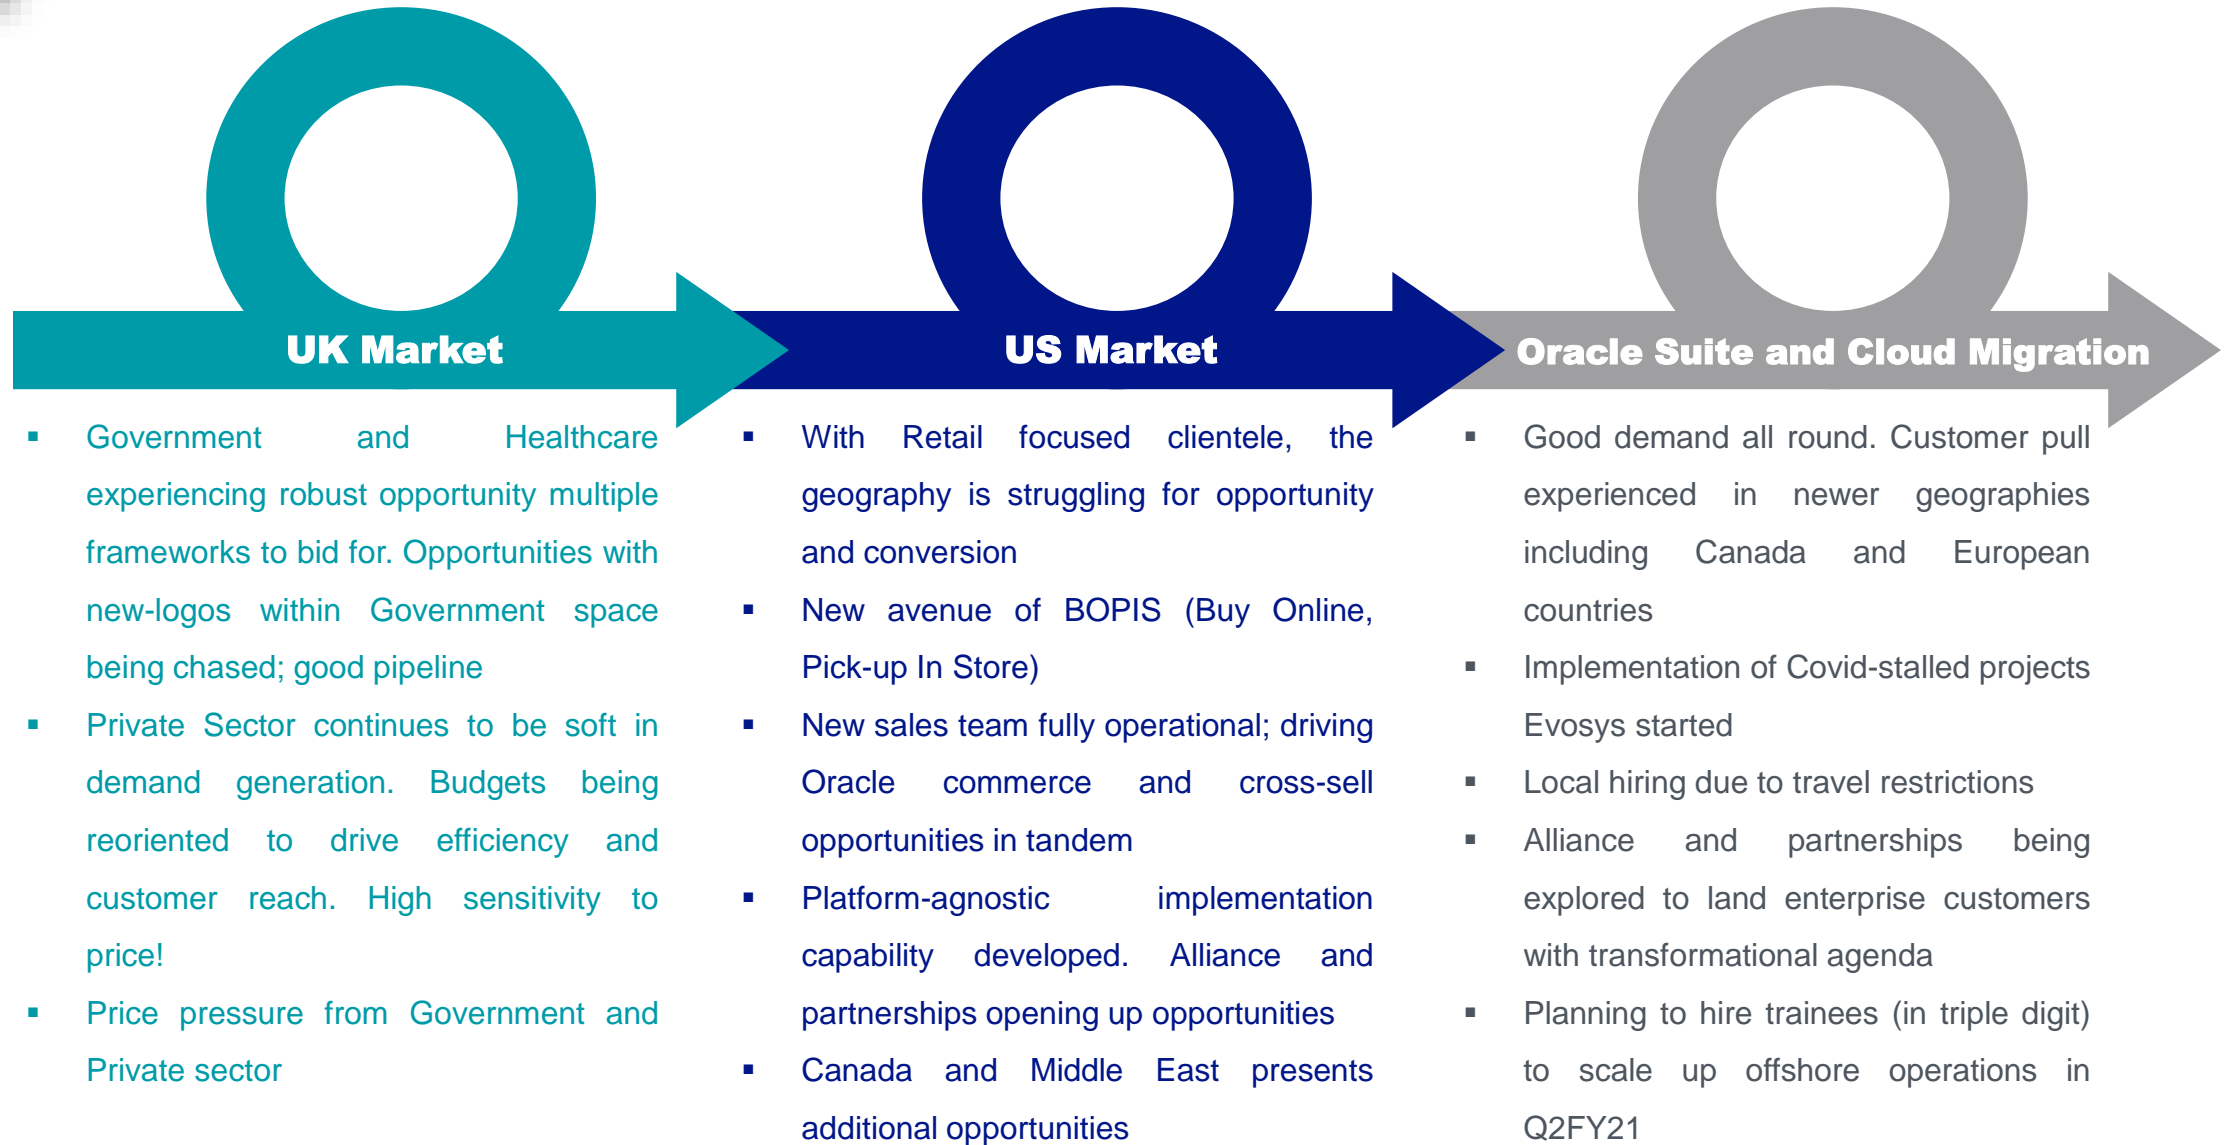 UK Market
▪ Government and Healthcare
experiencing robust opportunity multiple
frameworks to bid for. Opportunities with
new-logos within Government space
being chased; good pipeline
▪ Private Sector continues to be soft in
demand generation. Budgets being
reoriented to drive efficiency and
customer reach. High sensitivity to
price!
▪ Price pressure from Government and
Private sector
US Market
▪ With Retail focused clientele, the
geography is struggling for opportunity
and conversion
▪ New avenue of BOPIS (Buy Online,
Pick-up In Store)
▪ New sales team fully operational; driving
Oracle commerce and cross-sell
opportunities in tandem
▪ Platform-agnostic implementation
capability developed. Alliance and
partnerships opening up opportunities
▪ Canada and Middle East presents
additional opportunities
Oracle Suite and Cloud Migration
▪ Good demand all round. Customer pull
experienced in newer geographies
including Canada and European
countries
▪ Implementation of Covid-stalled projects
Evosys started
▪ Local hiring due to travel restrictions
▪ Alliance and partnerships being
explored to land enterprise customers
with transformational agenda
▪ Planning to hire trainees (in triple digit)
to scale up offshore operations in
Q2FY21